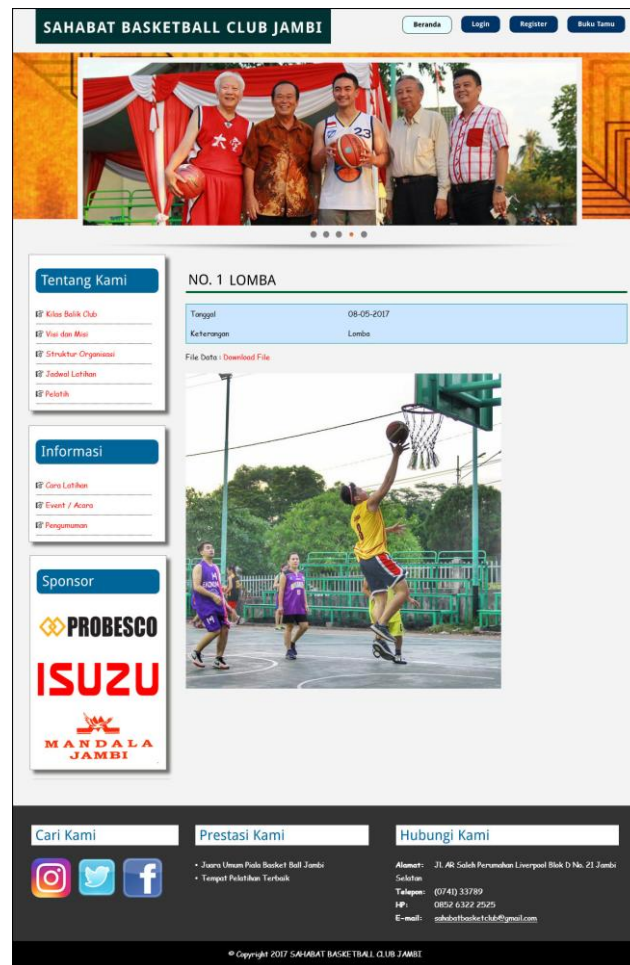 SAHABAT BASKETBALL CLUB JAMBI
Beranda Login Register Buku Tamu
23
Tentang Kami
Kilas Balik Club
Visi dan Misi
Struktur Organisasi
Jadwal Latihan
Pelatih
NO. 1 LOMBA
Tanggal 08-05-2017
Keterangan Lomba
File Data : Download File
Informasi
Cara Latihan
Event / Acara
Pengumuman
Sponsor
PROBESCO
ISUZU
MANDALA
JAMBI
Cari Kami
Prestasi Kami
• Juara Umum Piala Basket Ball Jambi
• Tempat Pelatihan Terbaik
Hubungi Kami
Alamat: Jl. AR Saleh Perumahan Liverpool Blok D No. 21 Jambi
Selatan
Telepon: (0741) 33789
HP: 0852 6322 2525
E-mail: sahabatbasketclub@gmail.com
© Copyright 2017 SAHABAT BASKETBALL CLUB JAMBI